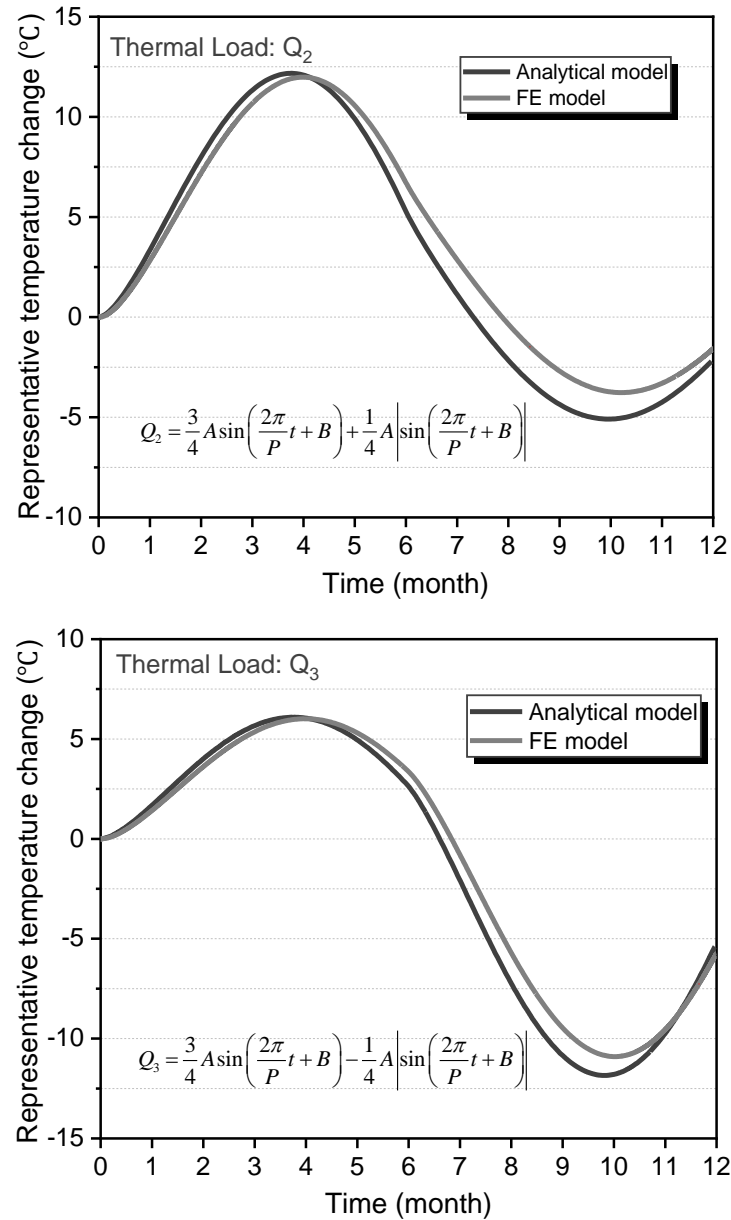 Representative temperature change (°C)
15
10
5
0
-5
-10
Thermal Load: Q₂
Analytical model
FE model
Q₂ = 3/4 A sin(2π/P t + B) + 1/4 A |sin(2π/P t + B)|
0 1 2 3 4 5 6 7 8 9 10 11 12
Time (month)
Representative temperature change (°C)
10
5
0
-5
-10
-15
Thermal Load: Q₃
Analytical model
FE model
Q₃ = 3/4 A sin(2π/P t + B) − 1/4 A |sin(2π/P t + B)|
0 1 2 3 4 5 6 7 8 9 10 11 12
Time (month)